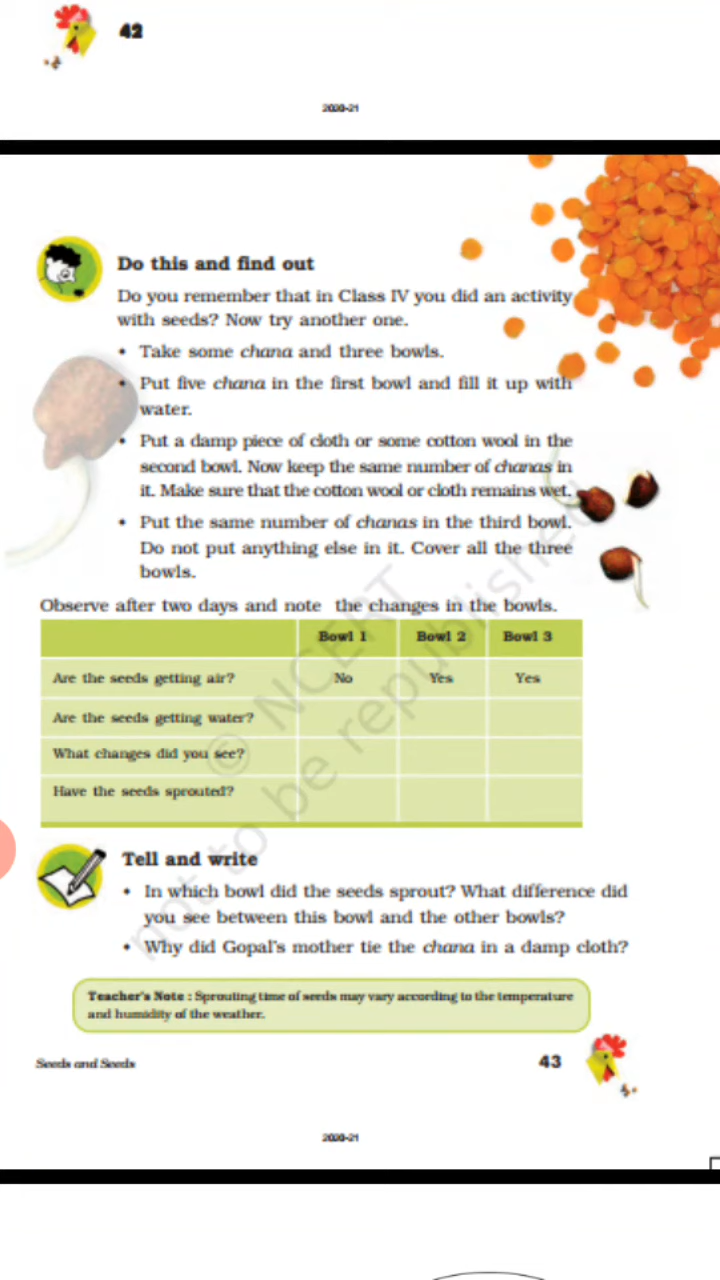 42
2020-21
Do this and find out
Do you remember that in Class IV you did an activity
with seeds? Now try another one.
• Take some chana and three bowls.
• Put five chana in the first bowl and fill it up with
water.
• Put a damp piece of cloth or some cotton wool in the
second bowl. Now keep the same number of chanas in
it. Make sure that the cotton wool or cloth remains wet.
• Put the same number of chanas in the third bowl.
Do not put anything else in it. Cover all the three
bowls.
Observe after two days and note the changes in the bowls.
Bowl 1 Bowl 2 Bowl 3
Are the seeds getting air? No Yes Yes
Are the seeds getting water?
What changes did you see?
Have the seeds sprouted?
© NCERT
not to be republished
Tell and write
• In which bowl did the seeds sprout? What difference did
you see between this bowl and the other bowls?
• Why did Gopal's mother tie the chana in a damp cloth?
Teacher's Note : Sprouting time of seeds may vary according to the temperature
and humidity of the weather.
Seeds and Seeds 43
2020-21